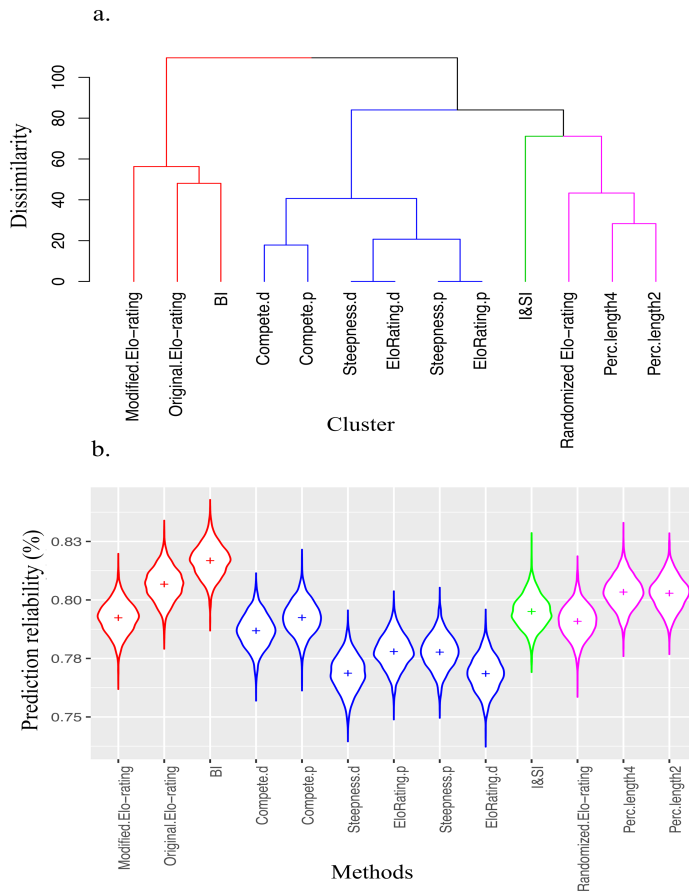 a.
Dissimilarity
100
80
60
40
20
0
Modified.Elo-rating
Original.Elo-rating
BI
Compete.d
Compete.p
Steepness.d
EloRating.d
Steepness.p
EloRating.p
I&SI
Randomized Elo-rating
Perc.length4
Perc.length2
Cluster
b.
Prediction reliability (%)
0.83
0.80
0.78
0.75
Modified.Elo-rating
Original.Elo-rating
BI
Compete.d
Compete.p
Steepness.d
EloRating.p
Steepness.p
EloRating.d
I&SI
Randomized.Elo-rating
Perc.length4
Perc.length2
Methods